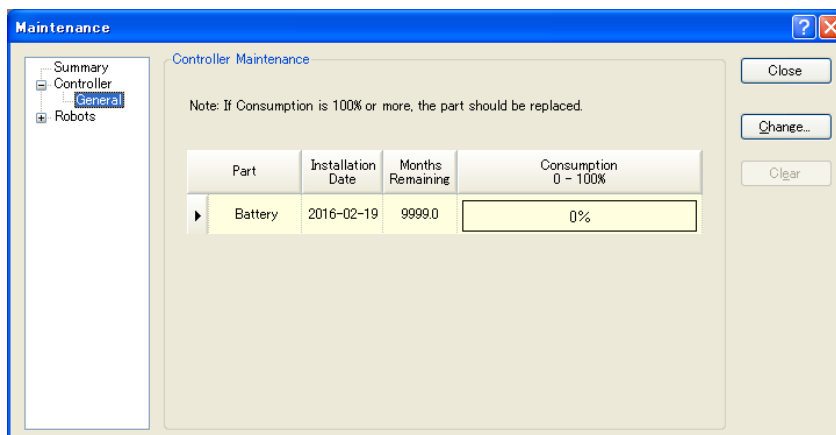 Maintenance
Summary
Controller
General
Robots
Controller Maintenance
Note: If Consumption is 100% or more, the part should be replaced.
Part
Installation Date
Months Remaining
Consumption
0 - 100%
Battery
2016-02-19
9999.0
0%
Close
Change...
Clear